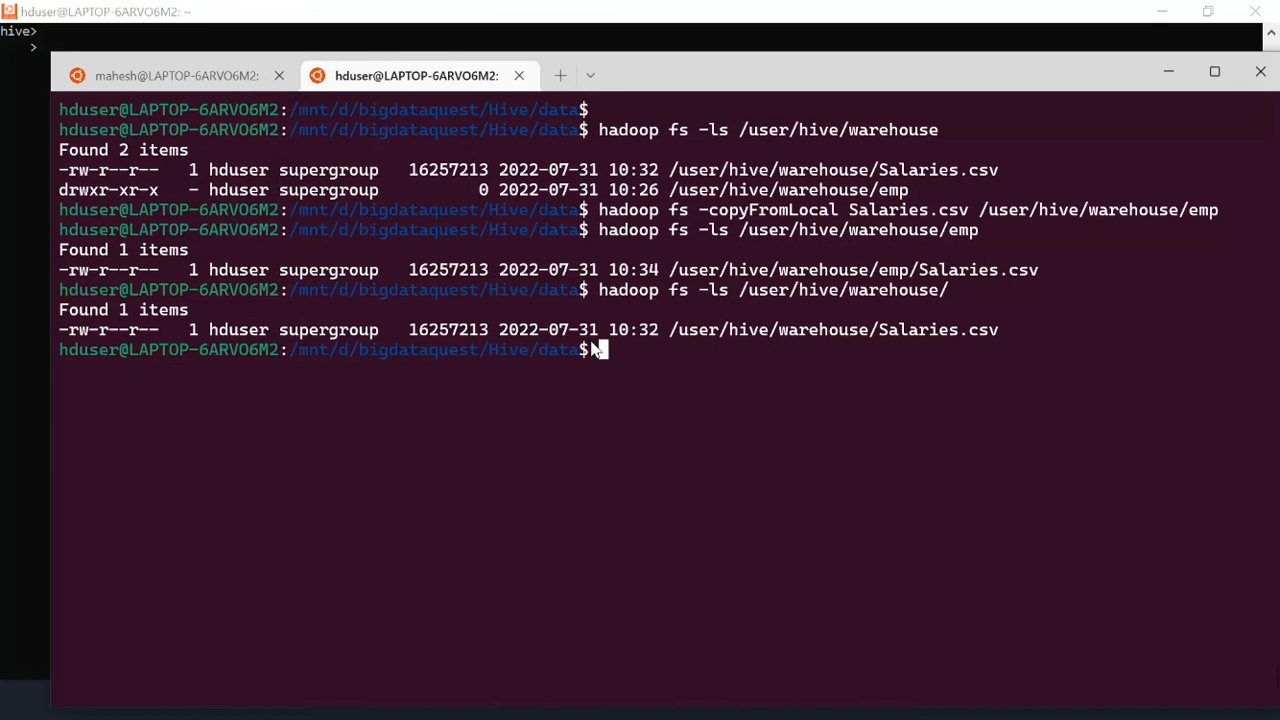 hduser@LAPTOP-6ARVO6M2: ~
hive>
>
mahesh@LAPTOP-6ARVO6M2:
hduser@LAPTOP-6ARVO6M2:
hduser@LAPTOP-6ARVO6M2:/mnt/d/bigdataquest/Hive/data$
hduser@LAPTOP-6ARVO6M2:/mnt/d/bigdataquest/Hive/data$ hadoop fs -ls /user/hive/warehouse
Found 2 items
-rw-r--r--   1 hduser supergroup   16257213 2022-07-31 10:32 /user/hive/warehouse/Salaries.csv
drwxr-xr-x   - hduser supergroup          0 2022-07-31 10:26 /user/hive/warehouse/emp
hduser@LAPTOP-6ARVO6M2:/mnt/d/bigdataquest/Hive/data$ hadoop fs -copyFromLocal Salaries.csv /user/hive/warehouse/emp
hduser@LAPTOP-6ARVO6M2:/mnt/d/bigdataquest/Hive/data$ hadoop fs -ls /user/hive/warehouse/emp
Found 1 items
-rw-r--r--   1 hduser supergroup   16257213 2022-07-31 10:34 /user/hive/warehouse/emp/Salaries.csv
hduser@LAPTOP-6ARVO6M2:/mnt/d/bigdataquest/Hive/data$ hadoop fs -ls /user/hive/warehouse/
Found 1 items
-rw-r--r--   1 hduser supergroup   16257213 2022-07-31 10:32 /user/hive/warehouse/Salaries.csv
hduser@LAPTOP-6ARVO6M2:/mnt/d/bigdataquest/Hive/data$